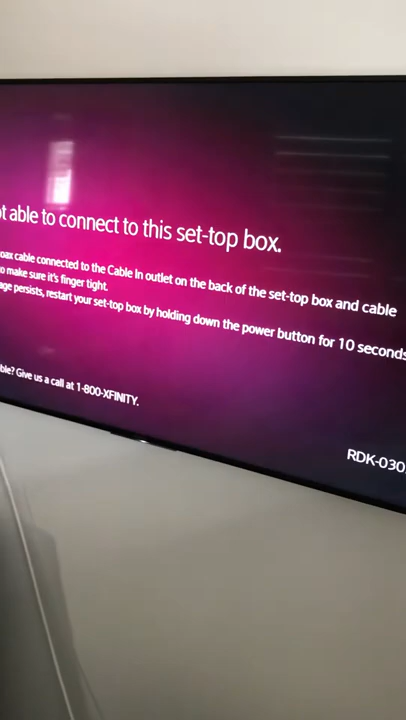 t able to connect to this set-top box.
oax cable connected to the Cable In outlet on the back of the set-top box and cable
o make sure it's finger tight.
age persists, restart your set-top box by holding down the power button for 10 seconds
ble? Give us a call at 1-800-XFINITY.
RDK-030